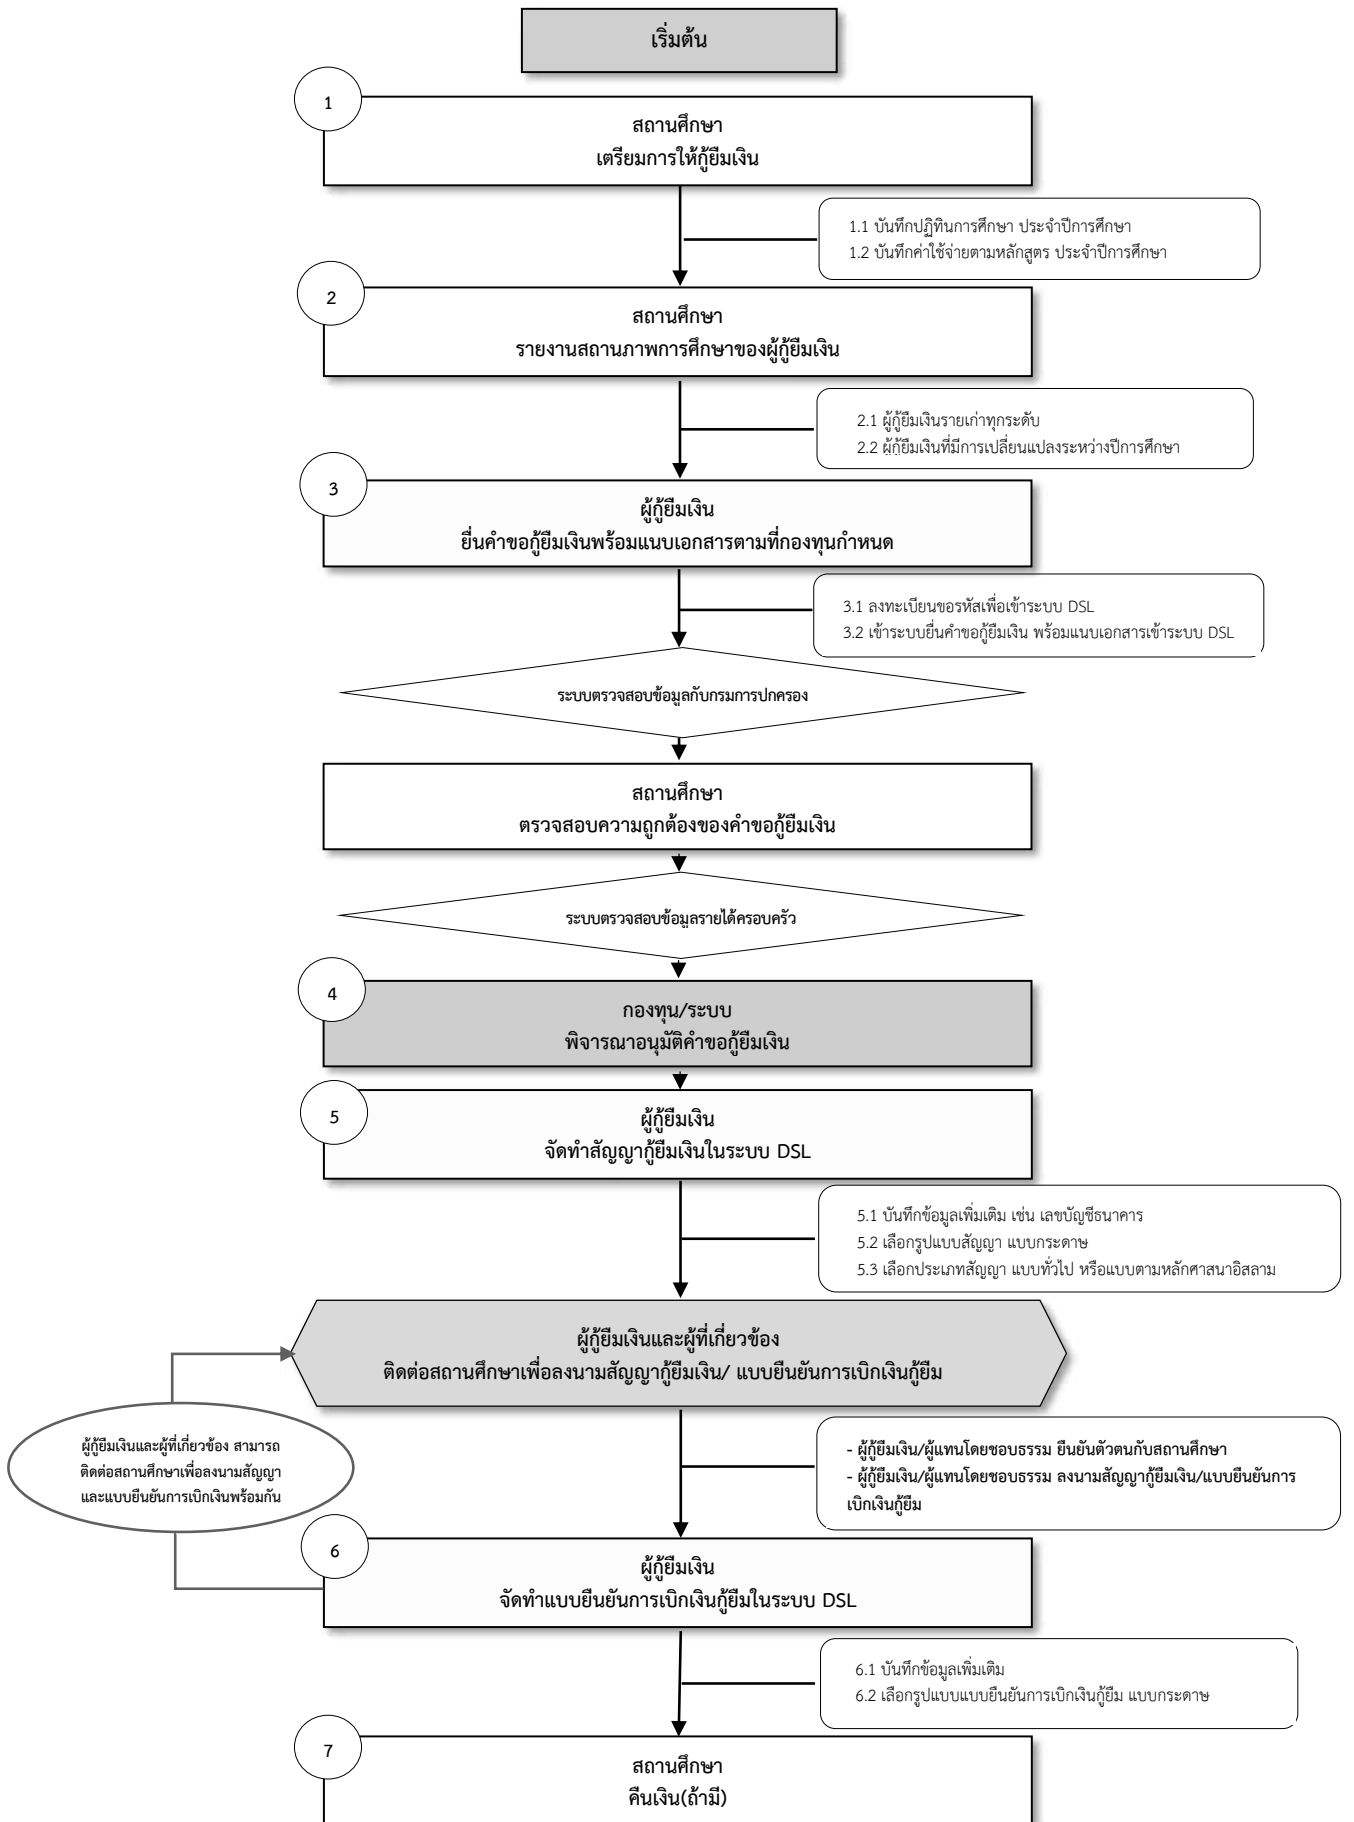 เริ่มต้น
1
สถานศึกษา
เตรียมการให้กู้ยืมเงิน
1.1 บันทึกปฏิทินการศึกษา ประจำปีการศึกษา
1.2 บันทึกค่าใช้จ่ายตามหลักสูตร ประจำปีการศึกษา
2
สถานศึกษา
รายงานสถานภาพการศึกษาของผู้กู้ยืมเงิน
2.1 ผู้กู้ยืมเงินรายเก่าทุกระดับ
2.2 ผู้กู้ยืมเงินที่มีการเปลี่ยนแปลงระหว่างปีการศึกษา
3
ผู้กู้ยืมเงิน
ยื่นคำขอกู้ยืมเงินพร้อมแนบเอกสารตามที่กองทุนกำหนด
3.1 ลงทะเบียนขอรหัสเพื่อเข้าระบบ DSL
3.2 เข้าระบบยื่นคำขอกู้ยืมเงิน พร้อมแนบเอกสารเข้าระบบ DSL
ระบบตรวจสอบข้อมูลกับกรมการปกครอง
สถานศึกษา
ตรวจสอบความถูกต้องของคำขอกู้ยืมเงิน
ระบบตรวจสอบข้อมูลรายได้ครอบครัว
4
กองทุน/ระบบ
พิจารณาอนุมัติคำขอกู้ยืมเงิน
5
ผู้กู้ยืมเงิน
จัดทำสัญญากู้ยืมเงินในระบบ DSL
5.1 บันทึกข้อมูลเพิ่มเติม เช่น เลขบัญชีธนาคาร
5.2 เลือกรูปแบบสัญญา แบบกระดาษ
5.3 เลือกประเภทสัญญา แบบทั่วไป หรือแบบตามหลักศาสนาอิสลาม
ผู้กู้ยืมเงินและผู้ที่เกี่ยวข้อง
ติดต่อสถานศึกษาเพื่อลงนามสัญญากู้ยืมเงิน/ แบบยืนยันการเบิกเงินกู้ยืม
ผู้กู้ยืมเงินและผู้ที่เกี่ยวข้อง สามารถ
ติดต่อสถานศึกษาเพื่อลงนามสัญญา
และแบบยืนยันการเบิกเงินพร้อมกัน
- ผู้กู้ยืมเงิน/ผู้แทนโดยชอบธรรม ยืนยันตัวตนกับสถานศึกษา
- ผู้กู้ยืมเงิน/ผู้แทนโดยชอบธรรม ลงนามสัญญากู้ยืมเงิน/แบบยืนยันการ
เบิกเงินกู้ยืม
6
ผู้กู้ยืมเงิน
จัดทำแบบยืนยันการเบิกเงินกู้ยืมในระบบ DSL
6.1 บันทึกข้อมูลเพิ่มเติม
6.2 เลือกรูปแบบแบบยืนยันการเบิกเงินกู้ยืม แบบกระดาษ
7
สถานศึกษา
คืนเงิน(ถ้ามี)